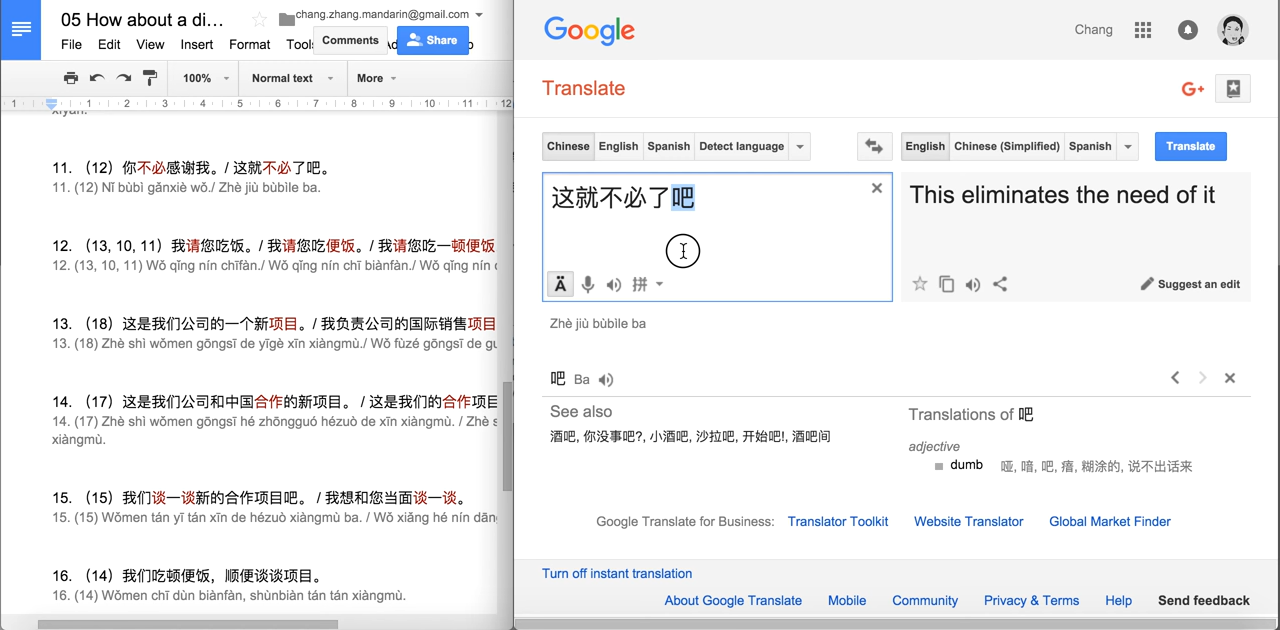 05 How about a di…
chang.zhang.mandarin@gmail.com
File Edit View Insert Format
Comments
Share
100% Normal text More
1 1 2 3 4 5 6 7 8 9 10 11 12
xiyan.
11. （12）你不必感谢我。/ 这就不必了吧。
11. (12) Nǐ bùbì gǎnxiè wǒ./ Zhè jiù bùbìle ba.
12. （13, 10, 11）我请您吃饭。/ 我请您吃便饭。/ 我请您吃一顿便饭
12. (13, 10, 11) Wǒ qǐng nín chīfàn./ Wǒ qǐng nín chī biànfàn./ Wǒ qǐng nín
13. （18）这是我们公司的一个新项目。/ 我负责公司的国际销售项目
13. (18) Zhè shì wǒmen gōngsī de yīgè xīn xiàngmù./ Wǒ fùzé gōngsī de
14. （17）这是我们公司和中国合作的新项目。 / 这是我们的合作项目
14. (17) Zhè shì wǒmen gōngsī hé zhōngguó hézuò de xīn xiàngmù. / Zhè
xiàngmù.
15. （15）我们谈一谈新的合作项目吧。 / 我想和您当面谈一谈。
15. (15) Wǒmen tán yī tán xīn de hézuò xiàngmù ba. / Wǒ xiǎng hé nín
16. （14）我们吃顿便饭，顺便谈谈项目。
16. (14) Wǒmen chī dùn biànfàn, shùnbiàn tán tán xiàngmù.
Google
Chang
Translate
G+
Chinese English Spanish Detect language
English Chinese (Simplified) Spanish
Translate
这就不必了吧
Ä
拼
Zhè jiù bùbìle ba
This eliminates the need of it
Suggest an edit
吧 Ba
See also
酒吧, 你没事吧?, 小酒吧, 沙拉吧, 开始吧!, 酒吧间
Translations of 吧
adjective
dumb 哑, 喑, 吧, 瘖, 糊涂的, 说不出话来
Google Translate for Business: Translator Toolkit Website Translator Global Market Finder
Turn off instant translation
About Google Translate Mobile Community Privacy & Terms Help Send feedback